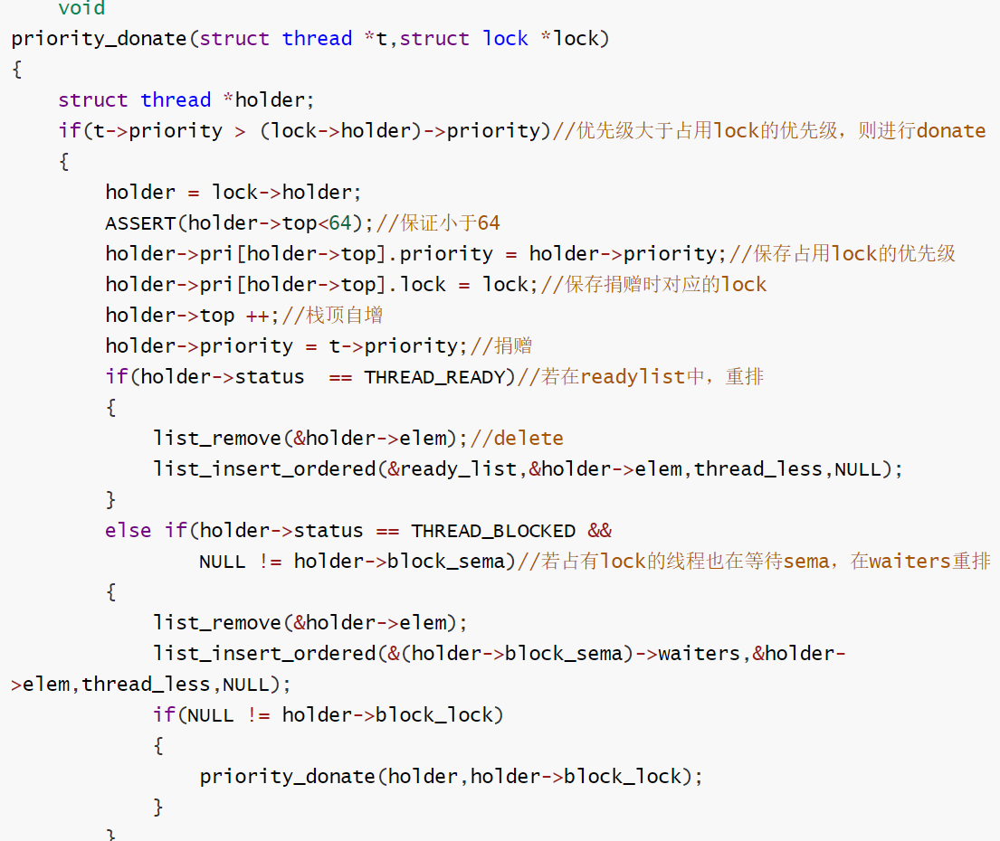 void
priority_donate(struct thread *t,struct lock *lock)
{
struct thread *holder;
if(t->priority > (lock->holder)->priority)//优先级大于占用lock的优先级，则进行donate
{
holder = lock->holder;
ASSERT(holder->top<64);//保证小于64
holder->pri[holder->top].priority = holder->priority;//保存占用lock的优先级
holder->pri[holder->top].lock = lock;//保存捐赠时对应的lock
holder->top ++;//栈顶自增
holder->priority = t->priority;//捐赠
if(holder->status  == THREAD_READY)//若在readylist中，重排
{
list_remove(&holder->elem);//delete
list_insert_ordered(&ready_list,&holder->elem,thread_less,NULL);
}
else if(holder->status == THREAD_BLOCKED &&
NULL != holder->block_sema)//若占有lock的线程也在等待sema，在waiters重排
{
list_remove(&holder->elem);
list_insert_ordered(&(holder->block_sema)->waiters,&holder-
>elem,thread_less,NULL);
if(NULL != holder->block_lock)
{
priority_donate(holder,holder->block_lock);
}
}